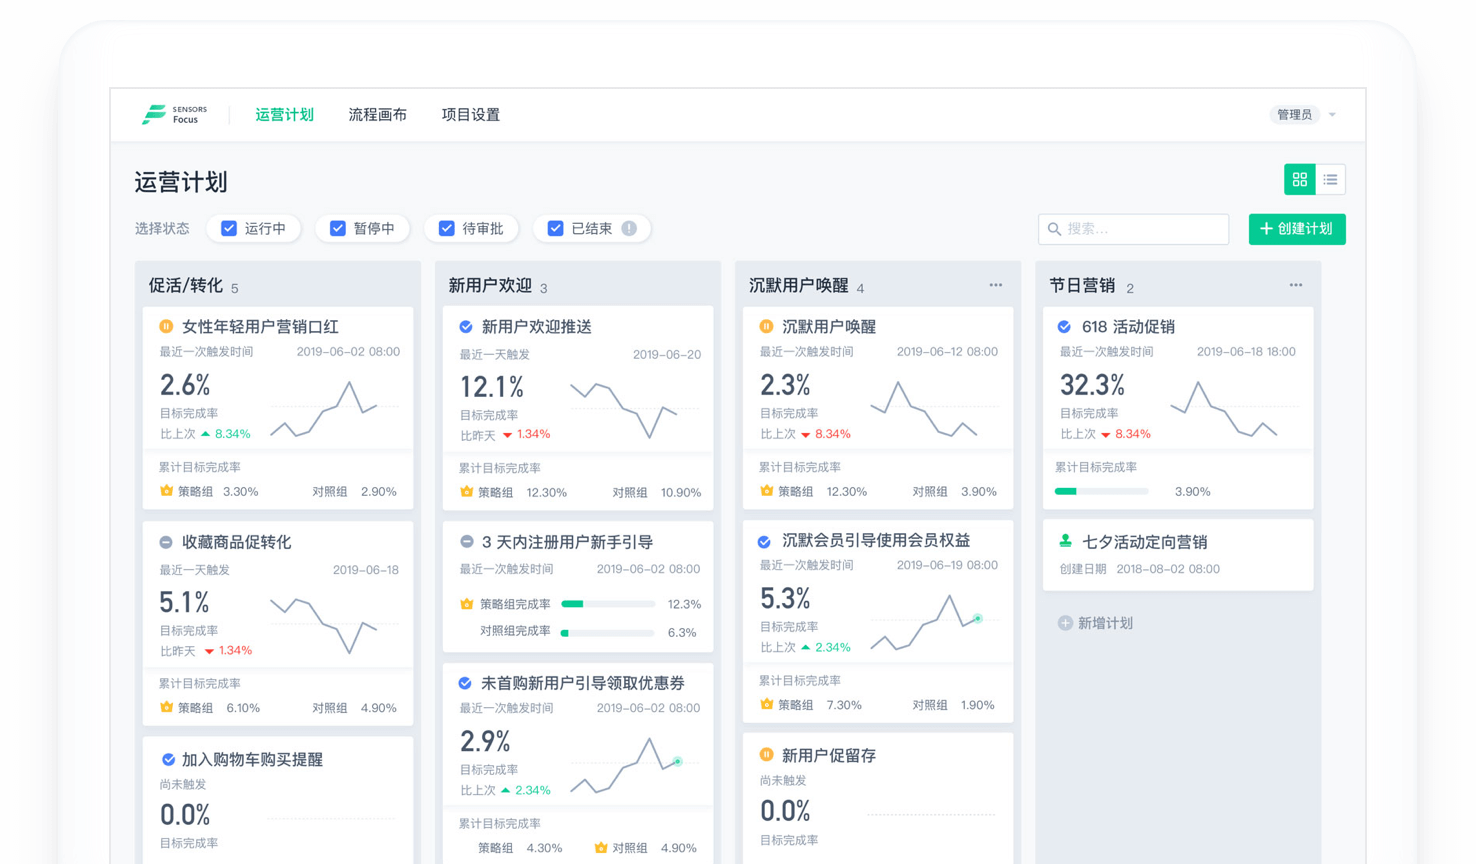 SENSORS
Focus
运营计划
流程画布
项目设置
管理员
运营计划
选择状态
运行中
暂停中
待审批
已结束
搜索...
创建计划
促活/转化 5
女性年轻用户营销口红
最近一次触发时间 2019-06-02 08:00
2.6%
目标完成率
比上次 8.34%
累计目标完成率
策略组 3.30% 对照组 2.90%
收藏商品促转化
最近一天触发 2019-06-18
5.1%
目标完成率
比昨天 1.34%
累计目标完成率
策略组 6.10% 对照组 4.90%
加入购物车购买提醒
尚未触发
0.0%
目标完成率
新用户欢迎 3
新用户欢迎推送
最近一天触发 2019-06-20
12.1%
目标完成率
比昨天 1.34%
累计目标完成率
策略组 12.30% 对照组 10.90%
3 天内注册用户新手引导
最近一次触发时间 2019-06-02 08:00
策略组完成率 12.3%
对照组完成率 6.3%
未首购新用户引导领取优惠券
最近一次触发时间 2019-06-02 08:00
2.9%
目标完成率
比上次 2.34%
累计目标完成率
策略组 4.30% 对照组 4.90%
沉默用户唤醒 4
沉默用户唤醒
最近一次触发时间 2019-06-12 08:00
2.3%
目标完成率
比上次 8.34%
累计目标完成率
策略组 12.30% 对照组 3.90%
沉默会员引导使用会员权益
最近一次触发时间 2019-06-19 08:00
5.3%
目标完成率
比上次 2.34%
累计目标完成率
策略组 7.30% 对照组 1.90%
新用户促留存
尚未触发
0.0%
目标完成率
节日营销 2
618 活动促销
最近一次触发时间 2019-06-18 18:00
32.3%
目标完成率
比上次 8.34%
累计目标完成率
3.90%
七夕活动定向营销
创建日期 2018-08-02 08:00
新增计划